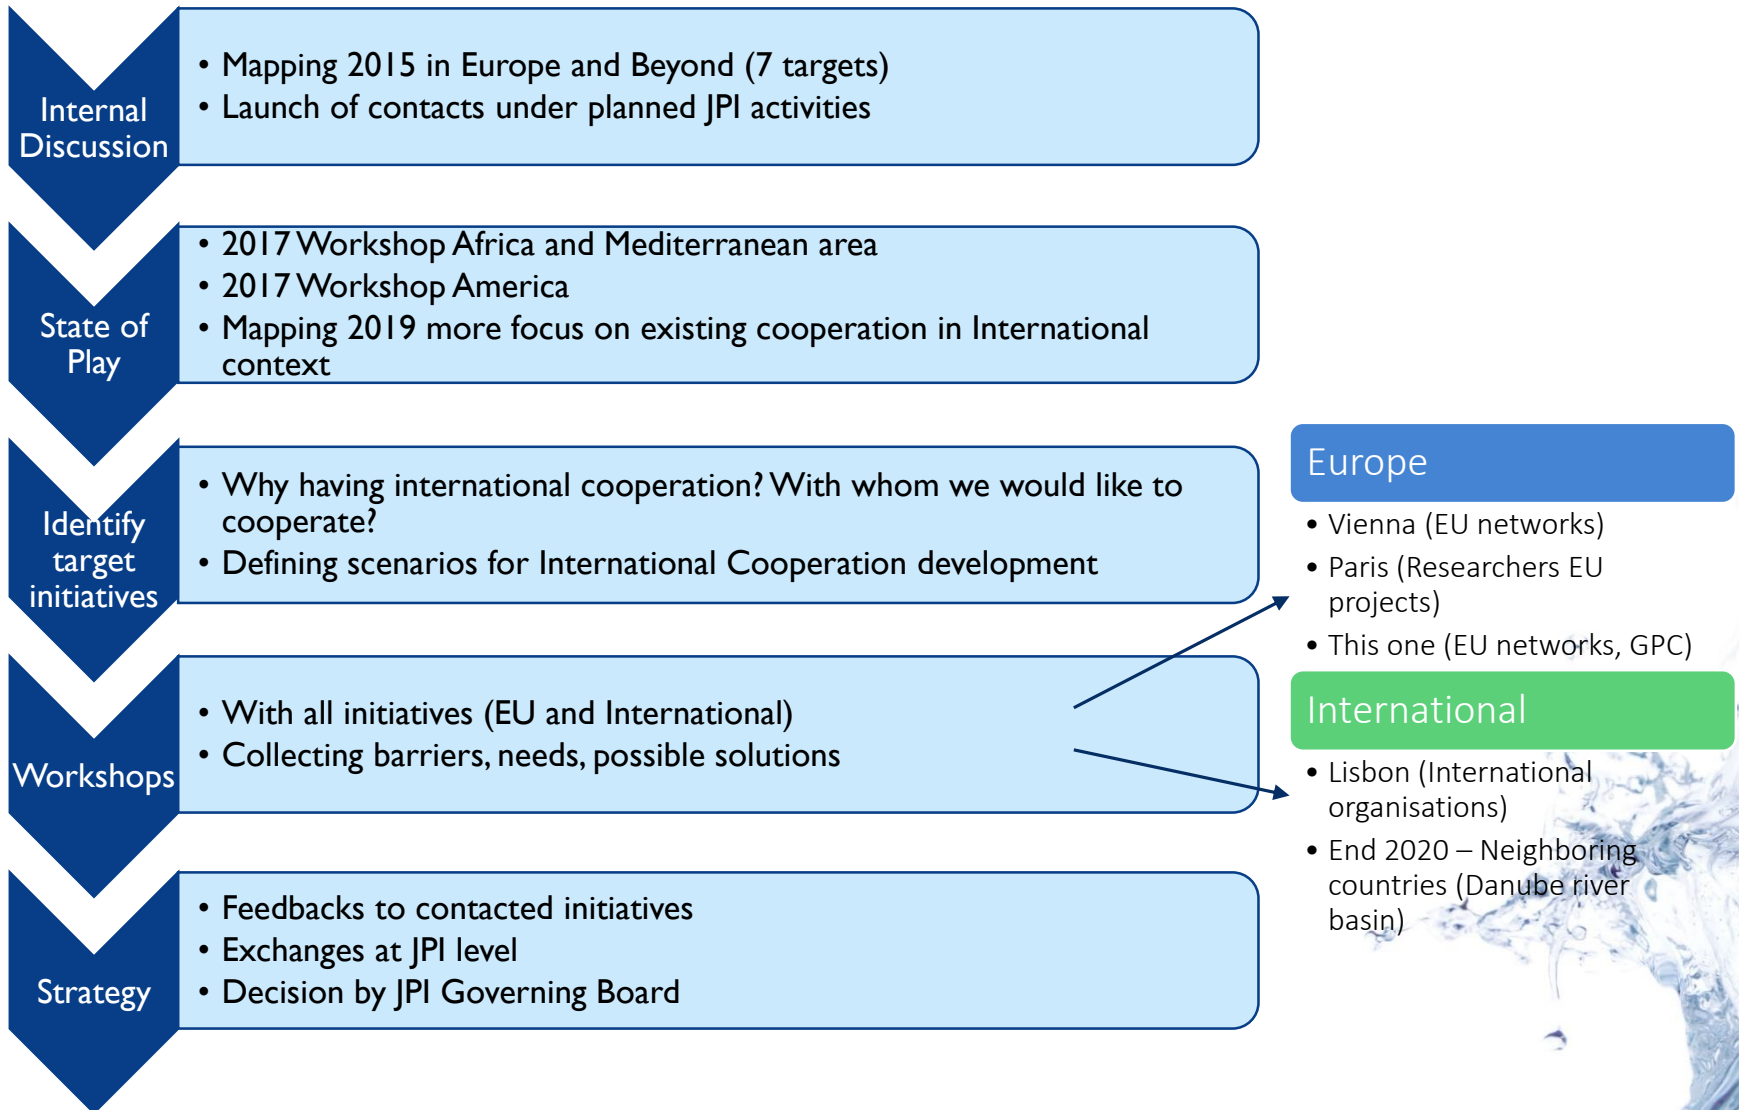 Internal
Discussion
• Mapping 2015 in Europe and Beyond (7 targets)
• Launch of contacts under planned JPI activities
State of
Play
• 2017 Workshop Africa and Mediterranean area
• 2017 Workshop America
• Mapping 2019 more focus on existing cooperation in International
context
Identify
target
initiatives
• Why having international cooperation? With whom we would like to
cooperate?
• Defining scenarios for International Cooperation development
Workshops
• With all initiatives (EU and International)
• Collecting barriers, needs, possible solutions
Strategy
• Feedbacks to contacted initiatives
• Exchanges at JPI level
• Decision by JPI Governing Board
Europe
• Vienna (EU networks)
• Paris (Researchers EU
projects)
• This one (EU networks, GPC)
International
• Lisbon (International
organisations)
• End 2020 – Neighboring
countries (Danube river
basin)